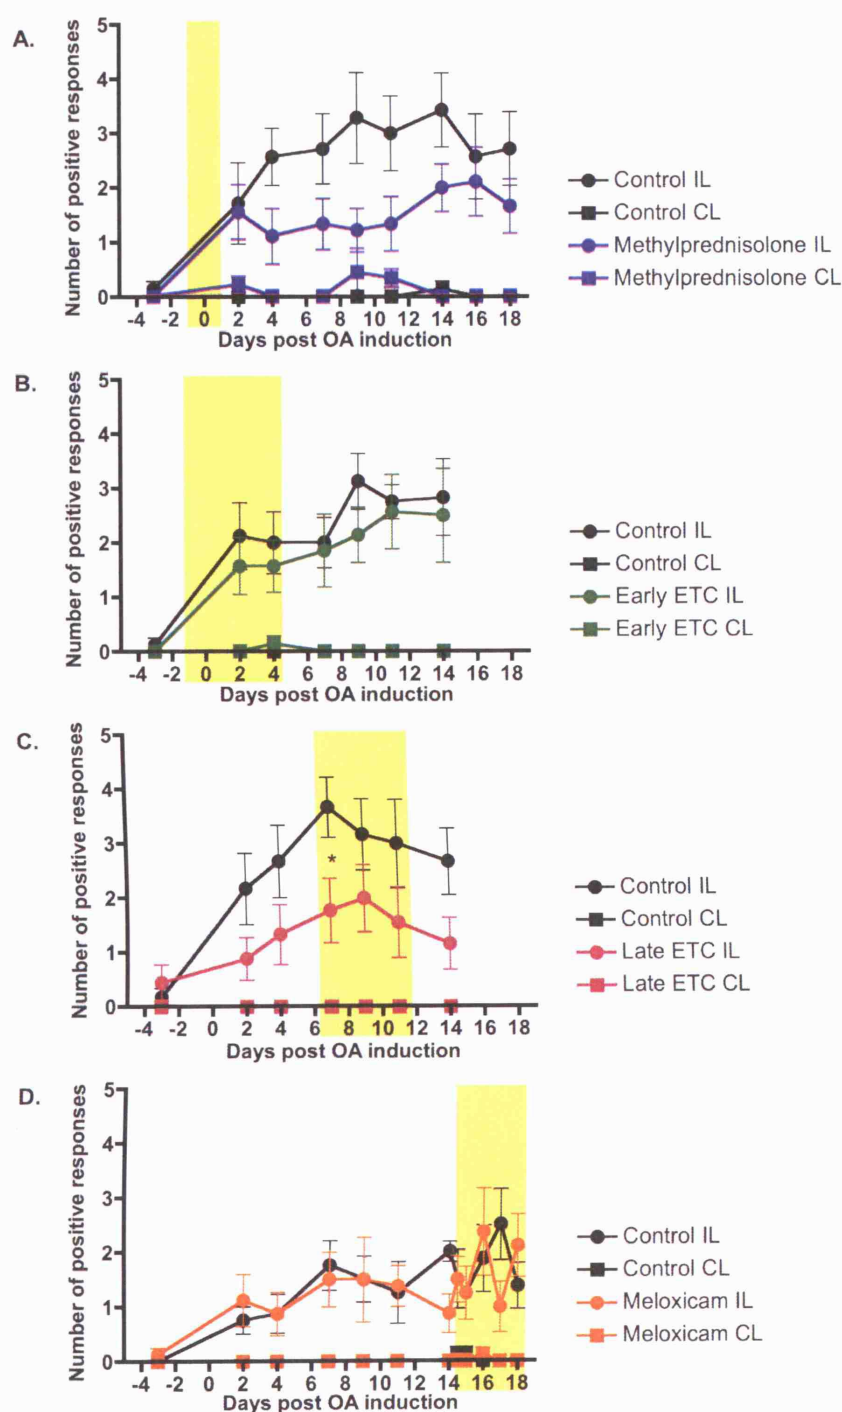 A.
Number of positive responses
5
4
3
2
1
0
-4 -2 0 2 4 6 8 10 12 14 16 18
Days post OA induction
Control IL
Control CL
Methylprednisolone IL
Methylprednisolone CL
B.
Number of positive responses
5
4
3
2
1
0
-4 -2 0 2 4 6 8 10 12 14 16 18
Days post OA induction
Control IL
Control CL
Early ETC IL
Early ETC CL
C.
Number of positive responses
5
4
3
2
1
0
*
-4 -2 0 2 4 6 8 10 12 14 16 18
Days post OA induction
Control IL
Control CL
Late ETC IL
Late ETC CL
D.
Number of positive responses
5
4
3
2
1
0
-4 -2 0 2 4 6 8 10 12 14 16 18
Days post OA induction
Control IL
Control CL
Meloxicam IL
Meloxicam CL